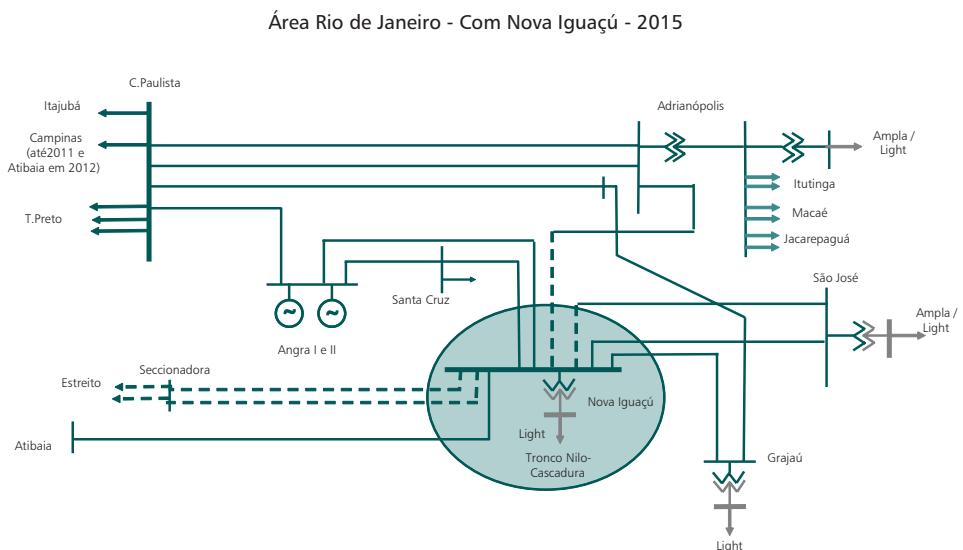 Área Rio de Janeiro - Com Nova Iguaçú - 2015
C.Paulista
Itajubá
Adrianópolis
Campinas
(até2011 e
Atibaia em 2012)
Ampla /
Light
Itutinga
T.Preto
Macaé
Jacarepaguá
São José
Santa Cruz
Ampla /
Light
~
~
Angra I e II
Seccionadora
Estreito
Nova Iguaçú
Light
Atibaia
Tronco Nilo-
Cascadura
Grajaú
Light